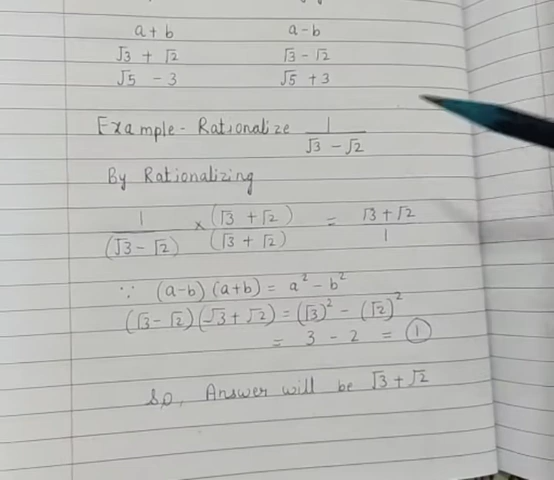 a + b a - b
√3 + √2 √3 - √2
√5 - 3 √5 + 3
Example - Rationalize 1/(√3 - √2)
By Rationalizing
1/(√3 - √2) × (√3 + √2)/(√3 + √2) = (√3 + √2)/1
∵ (a-b) (a+b) = a² - b²
(√3 - √2) (√3 + √2) = (√3)² - (√2)²
= 3 - 2 = 1
So, Answer will be √3 + √2